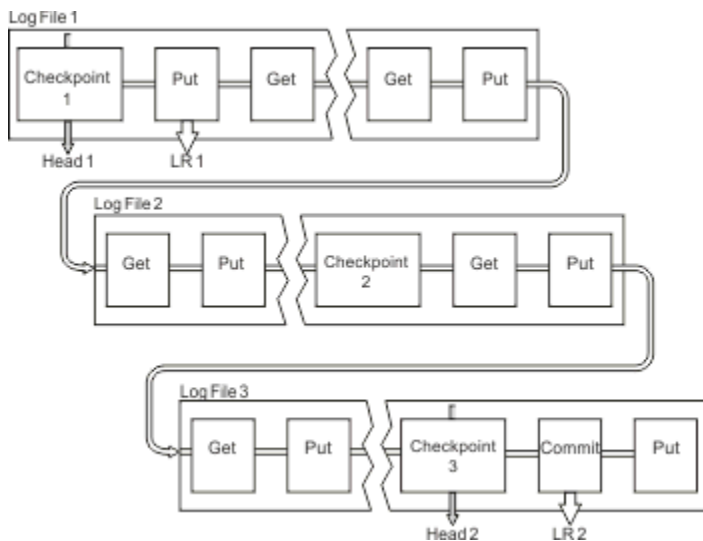 Log File 1
Checkpoint
1
Put
Get
Get
Put
Head 1
LR 1
Log File 2
Get
Put
Checkpoint
2
Get
Put
Log File 3
Get
Put
Checkpoint
3
Commit
Put
Head 2
LR 2